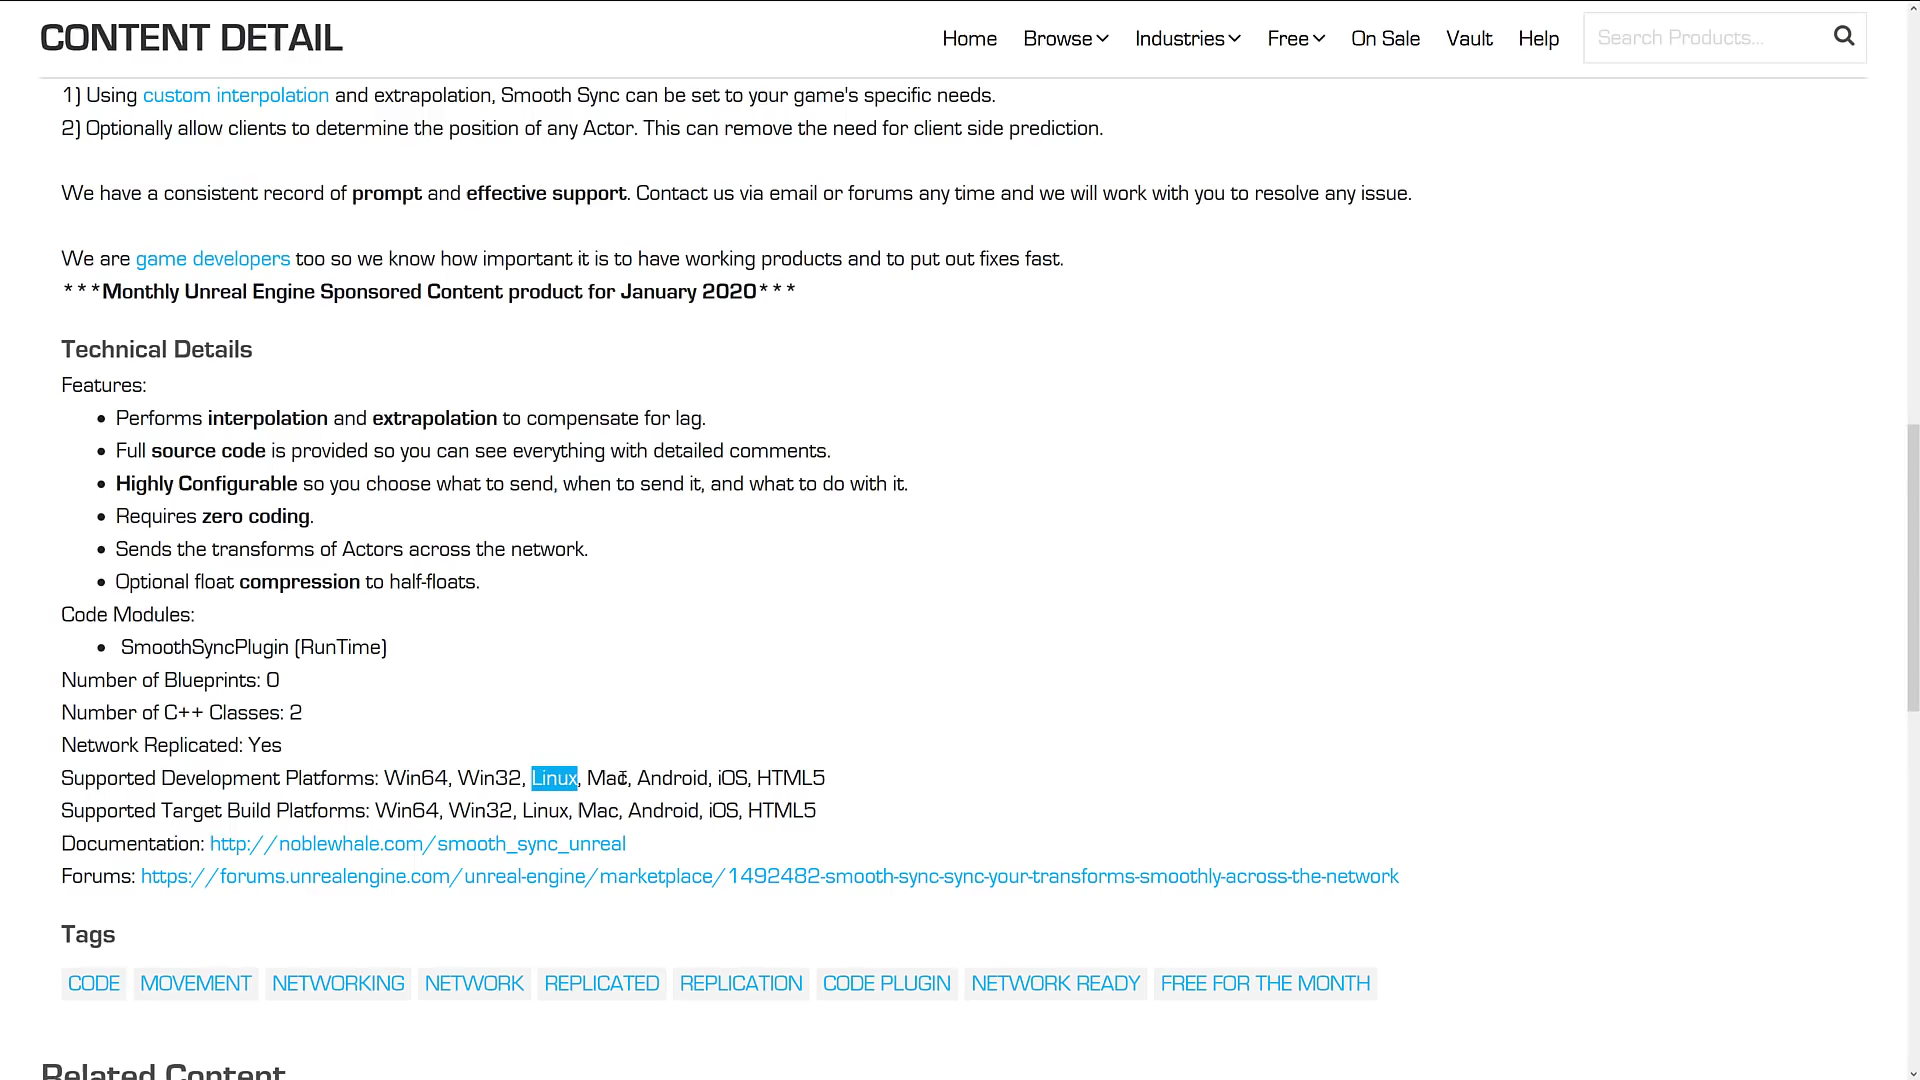 CONTENT DETAIL
Home Browse Industries Free On Sale Vault Help Search Products...
1) Using custom interpolation and extrapolation, Smooth Sync can be set to your game's specific needs.
2) Optionally allow clients to determine the position of any Actor. This can remove the need for client side prediction.
We have a consistent record of prompt and effective support. Contact us via email or forums any time and we will work with you to resolve any issue.
We are game developers too so we know how important it is to have working products and to put out fixes fast.
***Monthly Unreal Engine Sponsored Content product for January 2020***
Technical Details
Features:
• Performs interpolation and extrapolation to compensate for lag.
• Full source code is provided so you can see everything with detailed comments.
• Highly Configurable so you choose what to send, when to send it, and what to do with it.
• Requires zero coding.
• Sends the transforms of Actors across the network.
• Optional float compression to half-floats.
Code Modules:
• SmoothSyncPlugin (RunTime)
Number of Blueprints: 0
Number of C++ Classes: 2
Network Replicated: Yes
Supported Development Platforms: Win64, Win32, Linux, Mac, Android, iOS, HTML5
Supported Target Build Platforms: Win64, Win32, Linux, Mac, Android, iOS, HTML5
Documentation: http://noblewhale.com/smooth_sync_unreal
Forums: https://forums.unrealengine.com/unreal-engine/marketplace/1492482-smooth-sync-sync-your-transforms-smoothly-across-the-network
Tags
CODE MOVEMENT NETWORKING NETWORK REPLICATED REPLICATION CODE PLUGIN NETWORK READY FREE FOR THE MONTH
Related Content